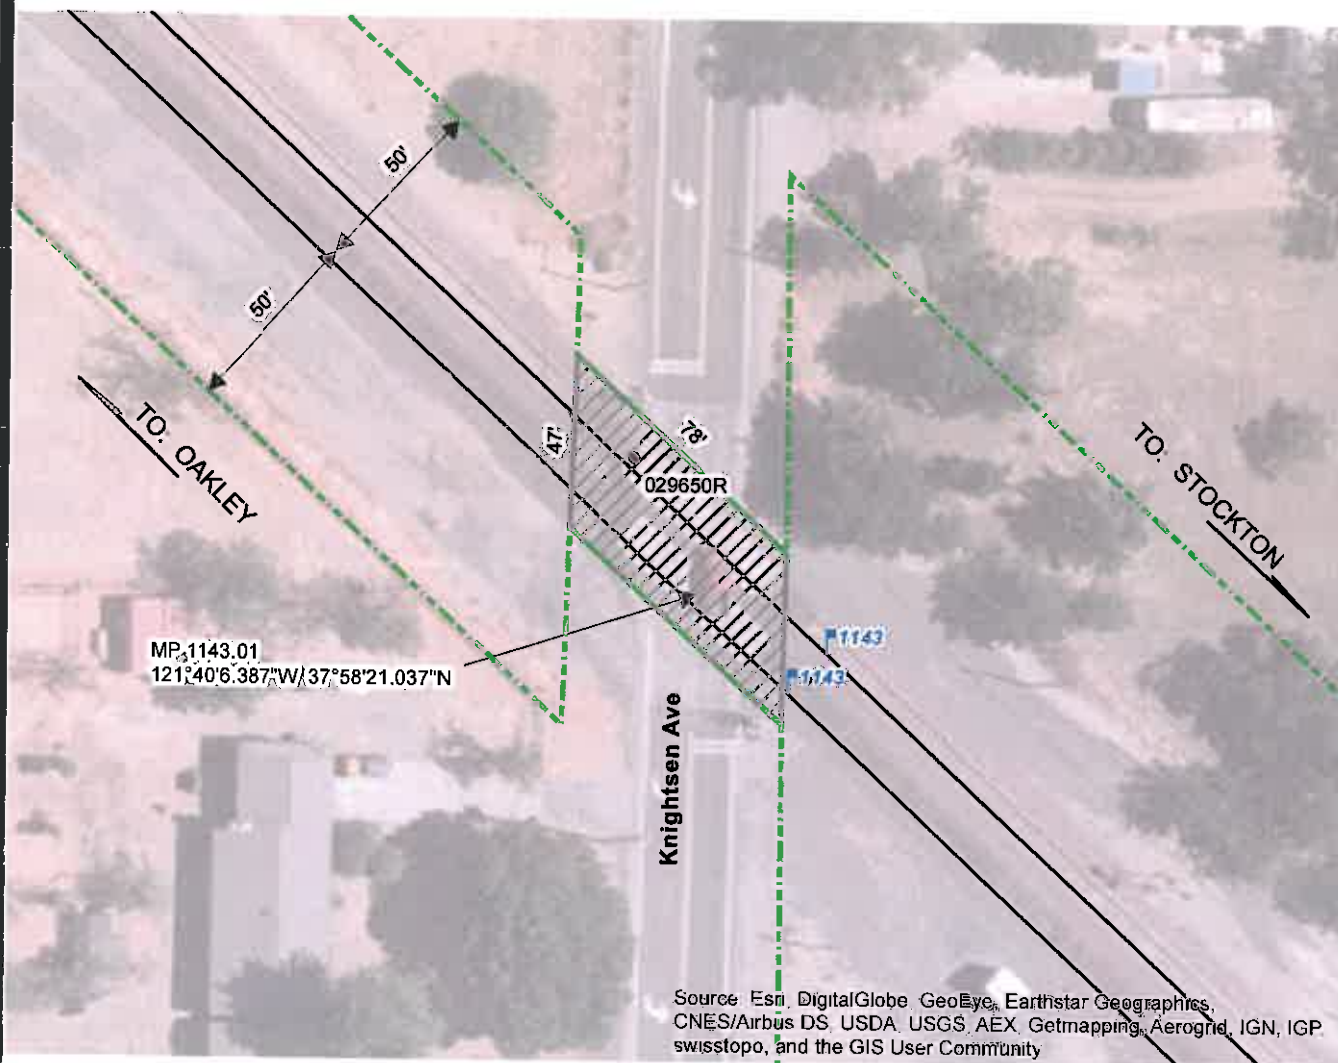 50'
50'
TO: OAKLEY
47'
78'
029650R
TO: STOCKTON
MP 1143.01
121°40'6.387"W/37°58'21.037"N
1143
1143
Knightsen Ave
Source: Esri, DigitalGlobe, GeoEye, Earthstar Geographics,
CNES/Airbus DS, USDA, USGS, AEX, Getmapping, Aerogrid, IGN, IGP,
swisstopo, and the GIS User Community